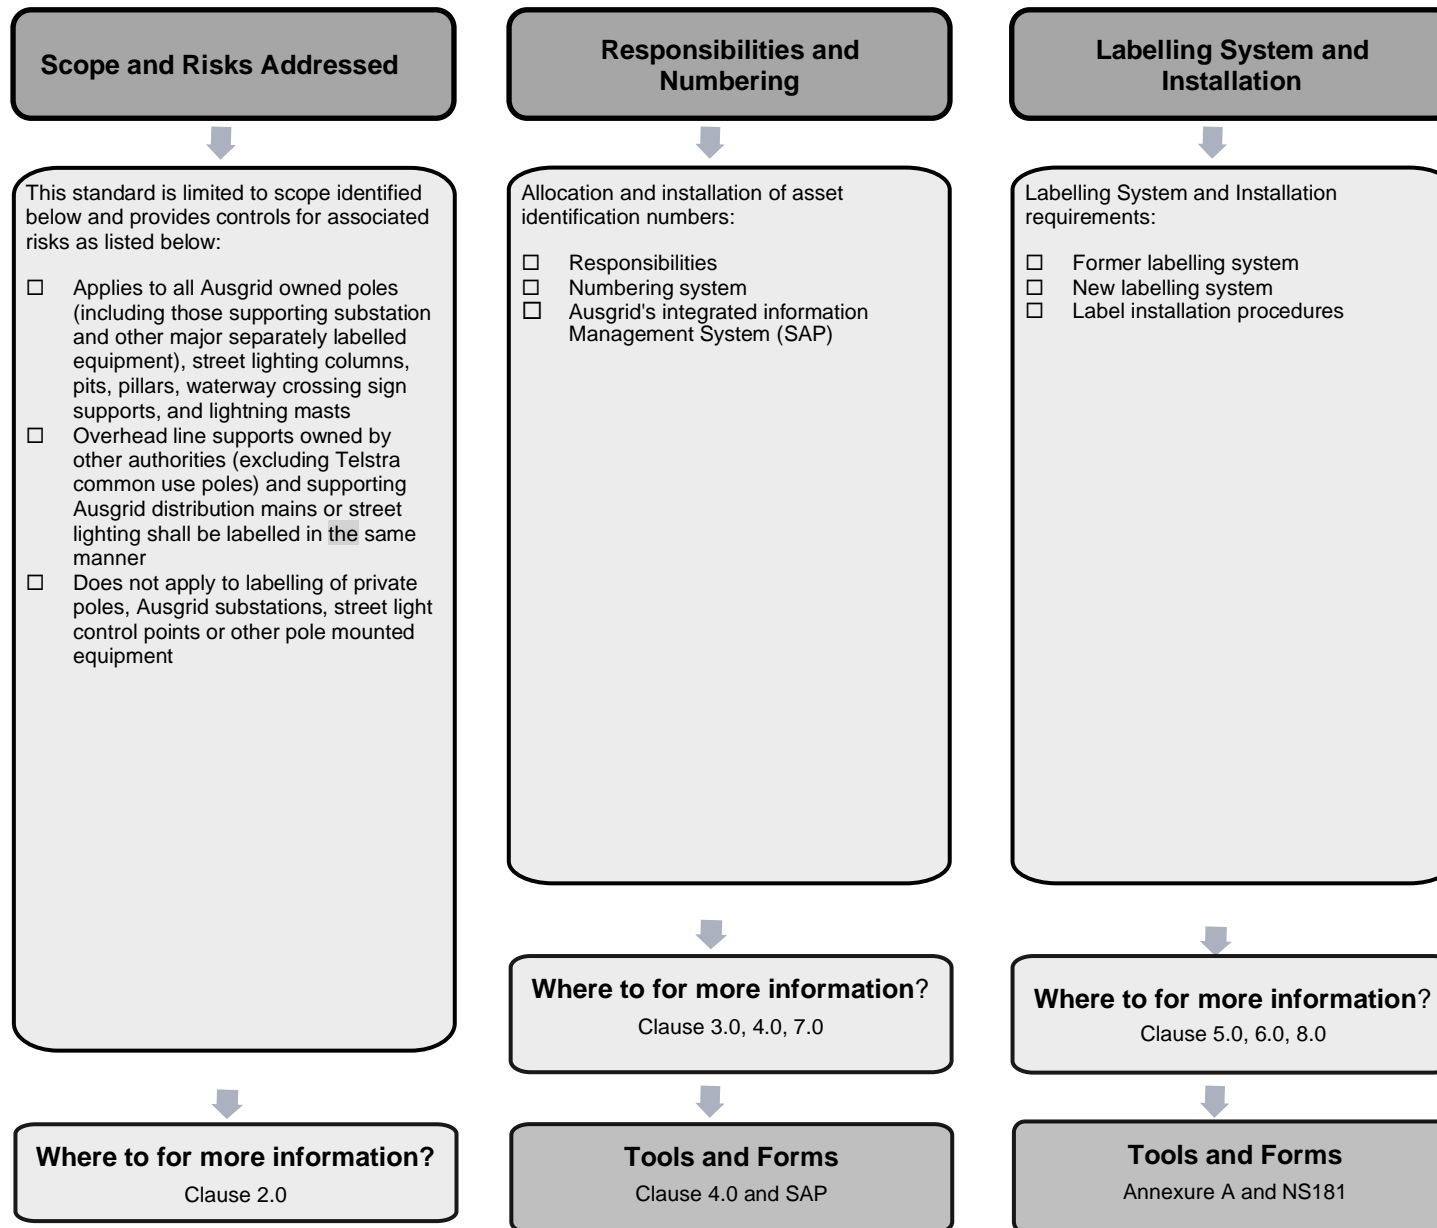 Scope and Risks Addressed
This standard is limited to scope identified
below and provides controls for associated
risks as listed below:
☐ Applies to all Ausgrid owned poles
(including those supporting substation
and other major separately labelled
equipment), street lighting columns,
pits, pillars, waterway crossing sign
supports, and lightning masts
☐ Overhead line supports owned by
other authorities (excluding Telstra
common use poles) and supporting
Ausgrid distribution mains or street
lighting shall be labelled in the same
manner
☐ Does not apply to labelling of private
poles, Ausgrid substations, street light
control points or other pole mounted
equipment
Where to for more information?
Clause 2.0
Responsibilities and
Numbering
Allocation and installation of asset
identification numbers:
☐ Responsibilities
☐ Numbering system
☐ Ausgrid's integrated information
Management System (SAP)
Where to for more information?
Clause 3.0, 4.0, 7.0
Tools and Forms
Clause 4.0 and SAP
Labelling System and
Installation
Labelling System and Installation
requirements:
☐ Former labelling system
☐ New labelling system
☐ Label installation procedures
Where to for more information?
Clause 5.0, 6.0, 8.0
Tools and Forms
Annexure A and NS181